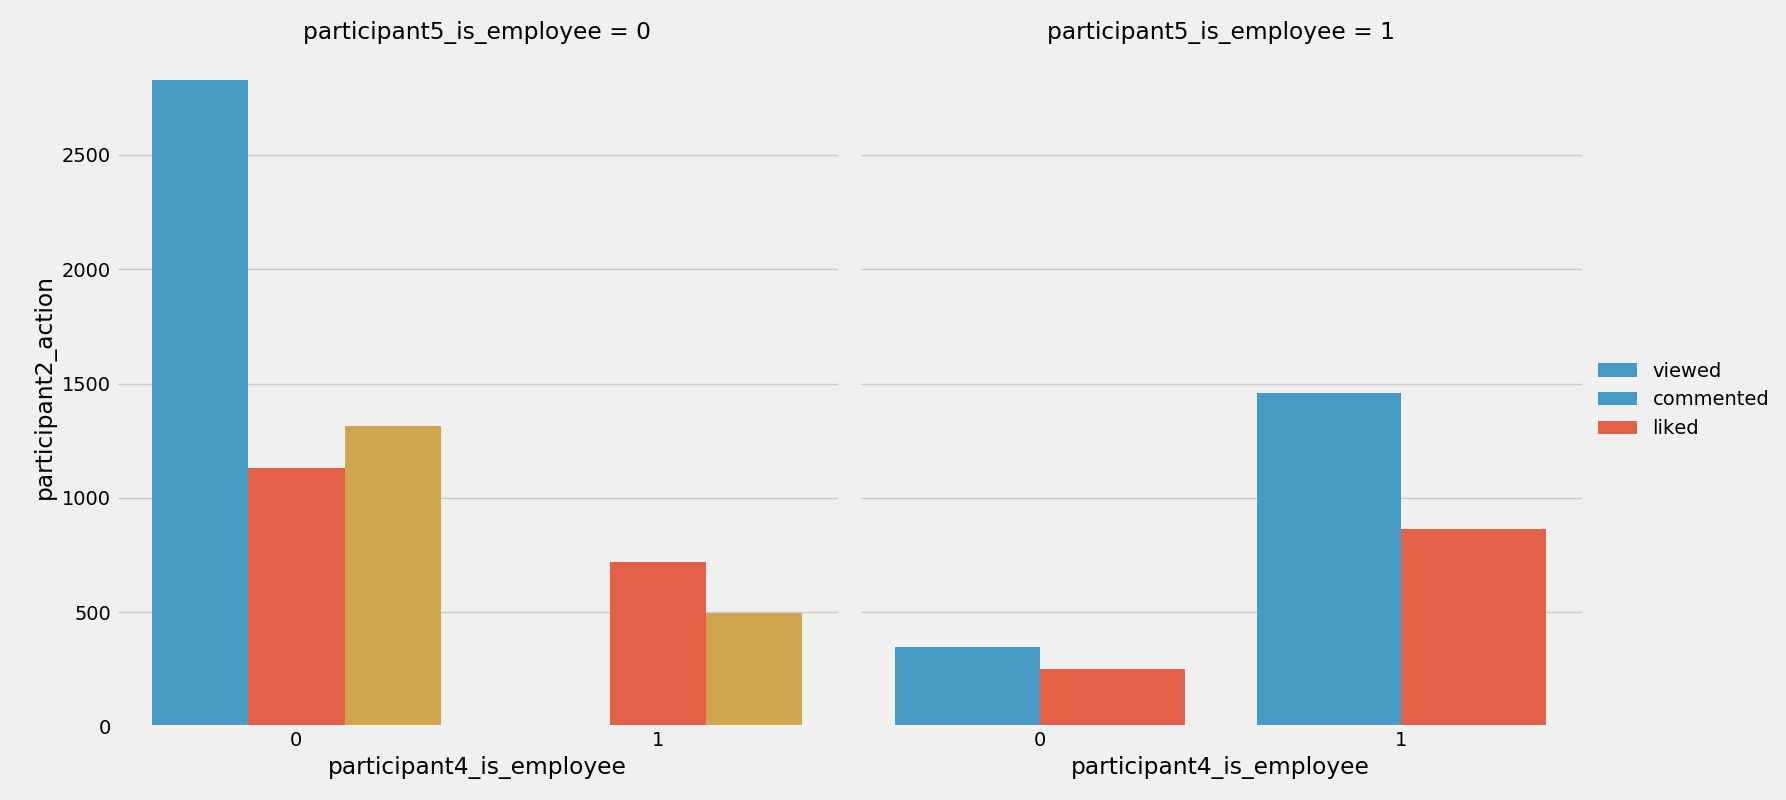 participant5_is_employee = 0
participant5_is_employee = 1
participant2_action
2500
2000
1500
1000
500
0
0
1
participant4_is_employee
0
1
participant4_is_employee
viewed
commented
liked